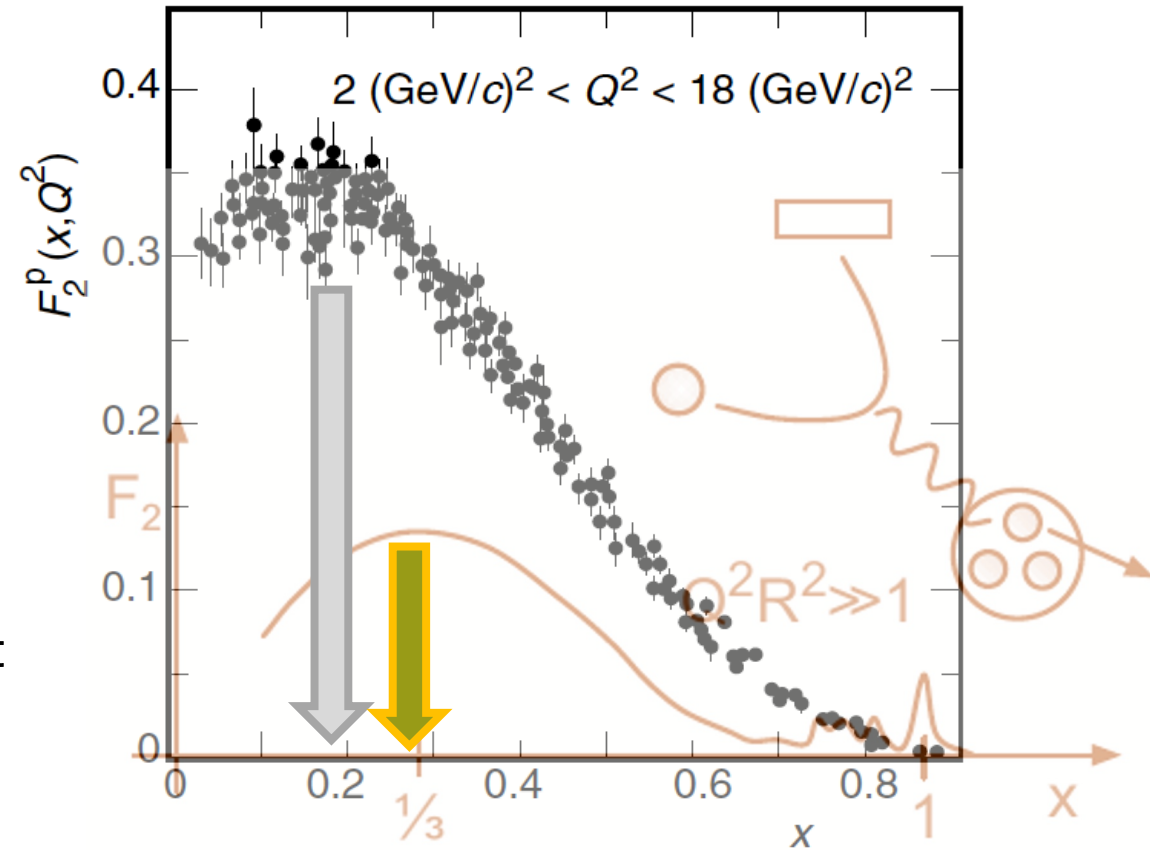 2 (GeV/c)² < Q² < 18 (GeV/c)²
F₂ᵖ(x,Q²)
0.4
0.3
0.2
F₂
0.1
Q²R²≫1
:
0
0
0.2
0.4
0.6
0.8
⅓
1
x
x